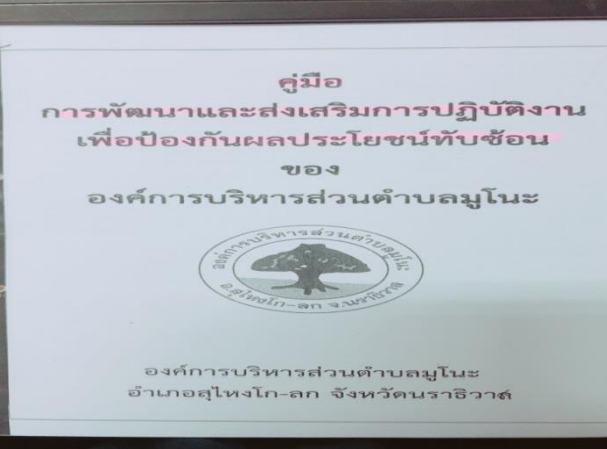 คู่มือ
การพัฒนาและส่งเสริมการปฏิบัติงาน
เพื่อป้องกันผลประโยชน์ทับซ้อน
ของ
องค์การบริหารส่วนตำบลมูโนะ
องค์การบริหารส่วนตำบลมูโนะ
อ.สุไหงโก-ลก จ.นราธิวาส
องค์การบริหารส่วนตำบลมูโนะ
อำเภอสุไหงโก-ลก จังหวัดนราธิวาส